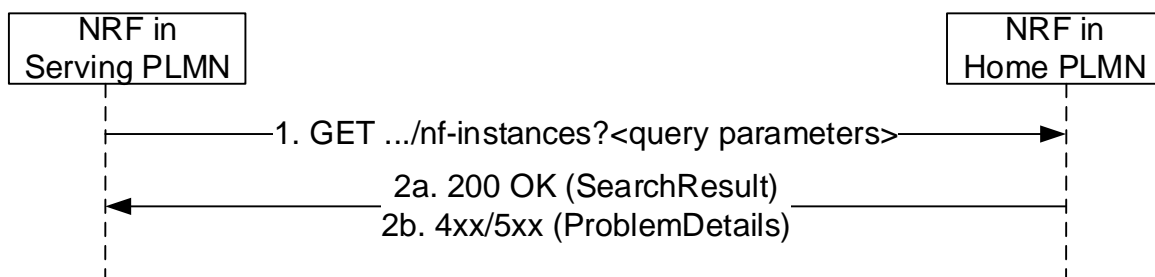 NRF in
Serving PLMN
NRF in
Home PLMN
1. GET .../nf-instances?<query parameters>
2a. 200 OK (SearchResult)
2b. 4xx/5xx (ProblemDetails)